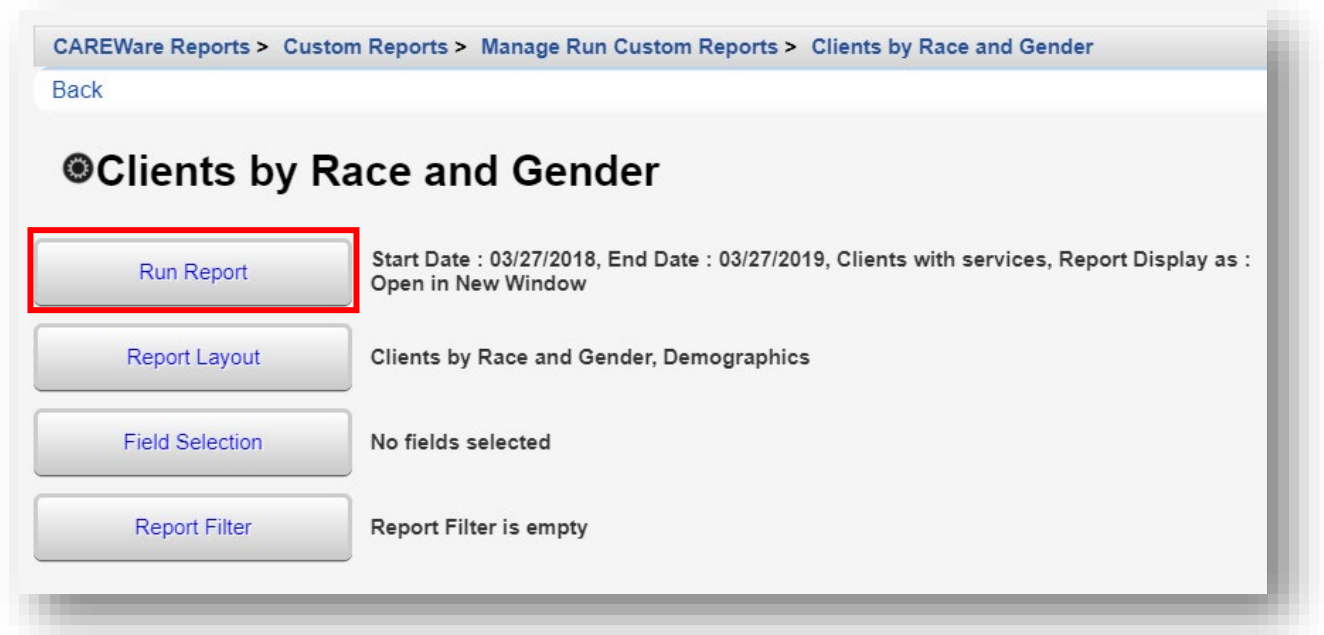 CAREWare Reports > Custom Reports > Manage Run Custom Reports > Clients by Race and Gender
Back
Clients by Race and Gender
Run Report
Start Date : 03/27/2018, End Date : 03/27/2019, Clients with services, Report Display as :
Open in New Window
Report Layout
Clients by Race and Gender, Demographics
Field Selection
No fields selected
Report Filter
Report Filter is empty